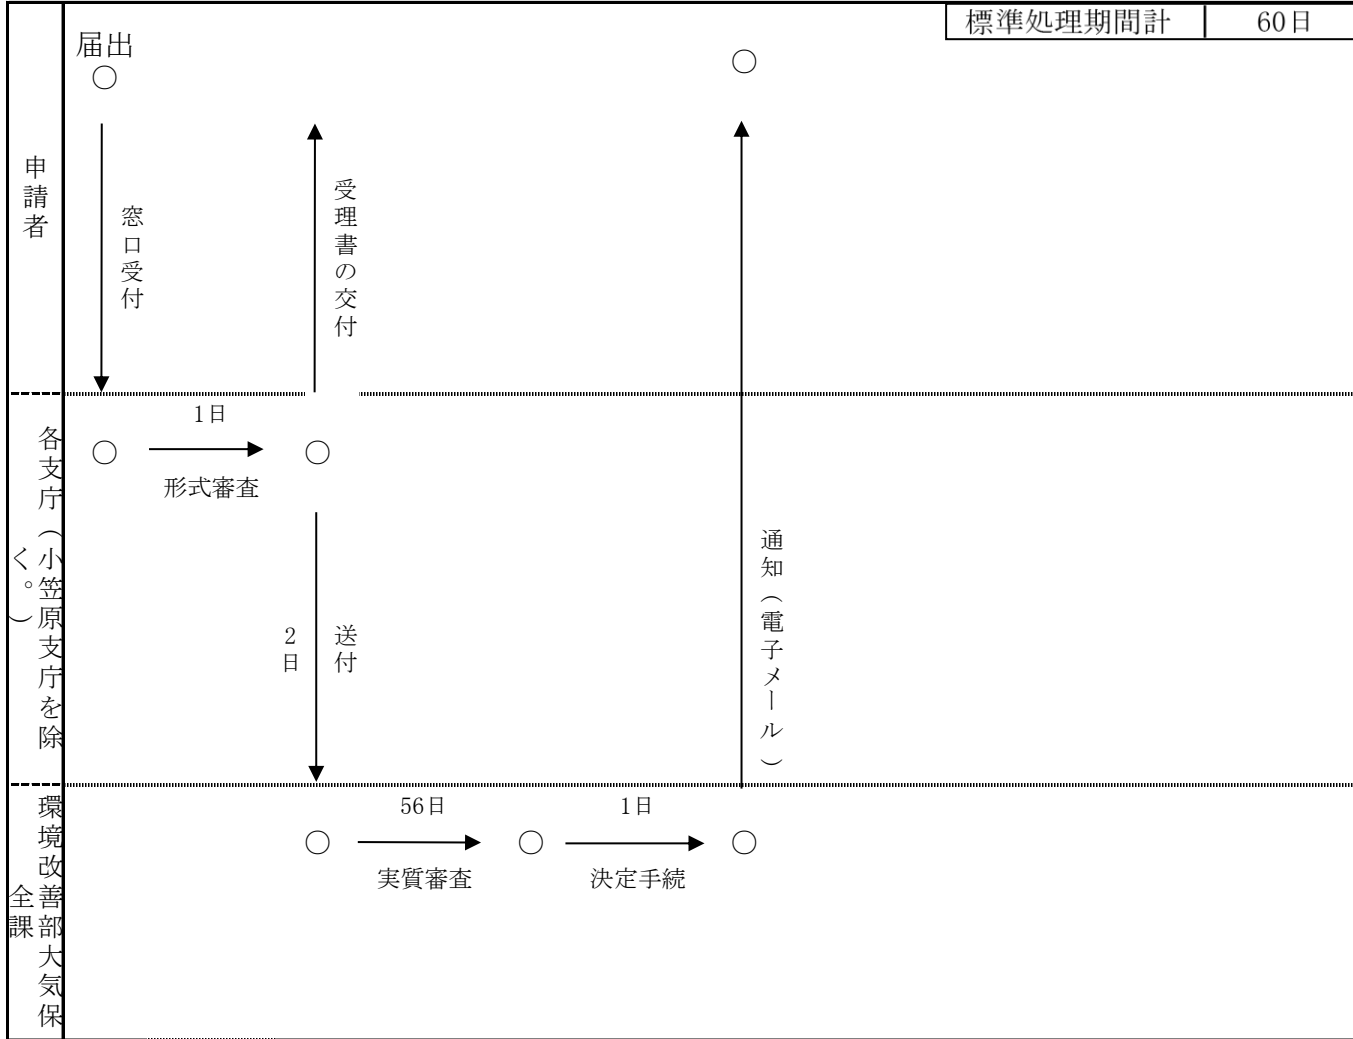 標準処理期間計 60日
届出
申請者
窓口受付
受理書の交付
各支庁（小笠原支庁を除
く。）
1日
形式審査
2日
送付
通知（電子メール）
環境改善部大気保
全課
56日
実質審査
1日
決定手続